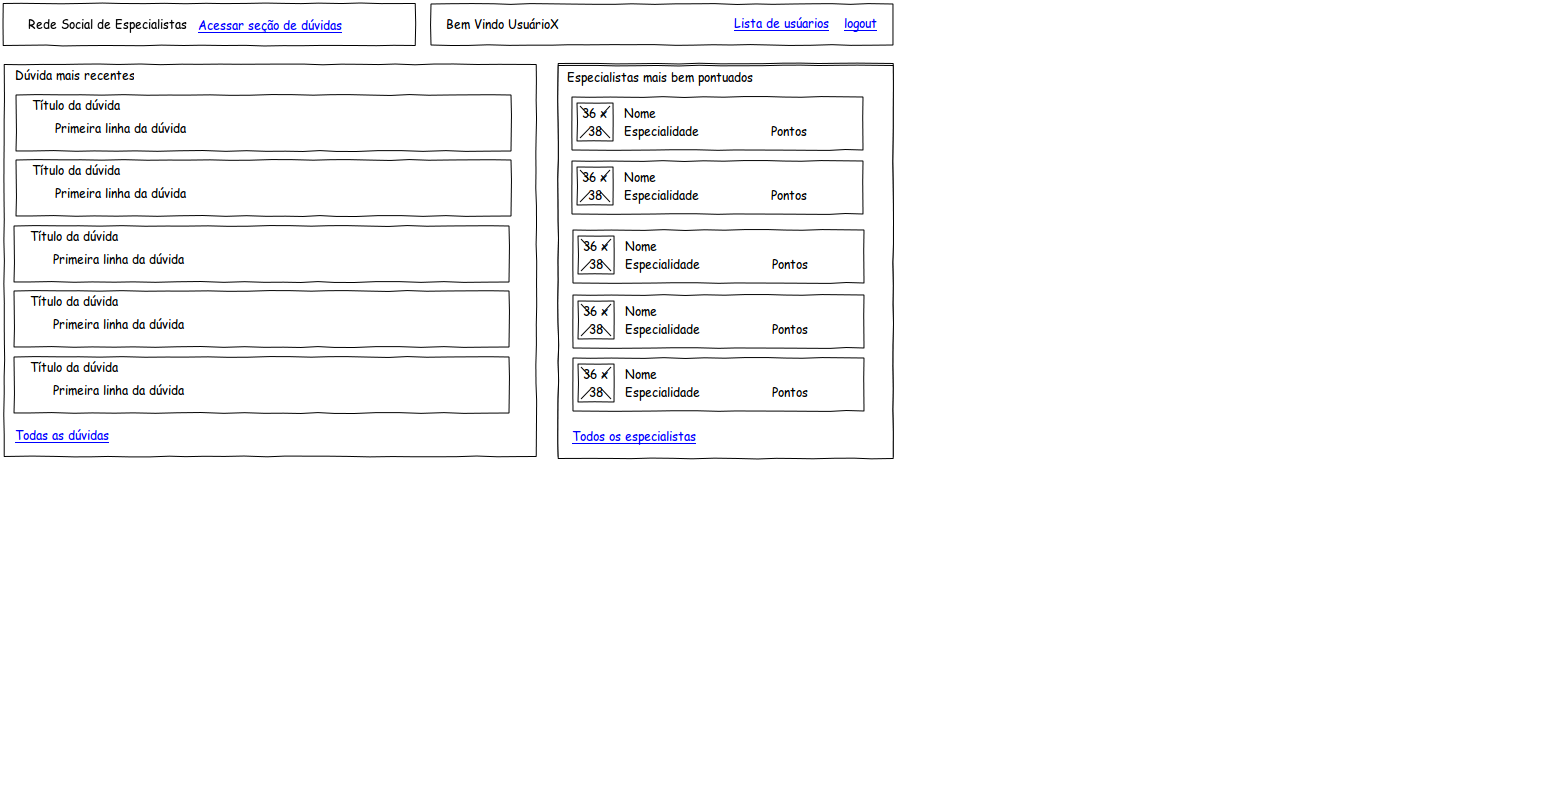 Rede Social de Especialistas Acessar seção de dúvidas
Bem Vindo UsuárioX Lista de usúarios logout
Dúvida mais recentes
Título da dúvida
Primeira linha da dúvida
Título da dúvida
Primeira linha da dúvida
Título da dúvida
Primeira linha da dúvida
Título da dúvida
Primeira linha da dúvida
Título da dúvida
Primeira linha da dúvida
Todas as dúvidas
Especialistas mais bem pontuados
36 x
38
Nome
Especialidade Pontos
36 x
38
Nome
Especialidade Pontos
36 x
38
Nome
Especialidade Pontos
36 x
38
Nome
Especialidade Pontos
36 x
38
Nome
Especialidade Pontos
Todos os especialistas